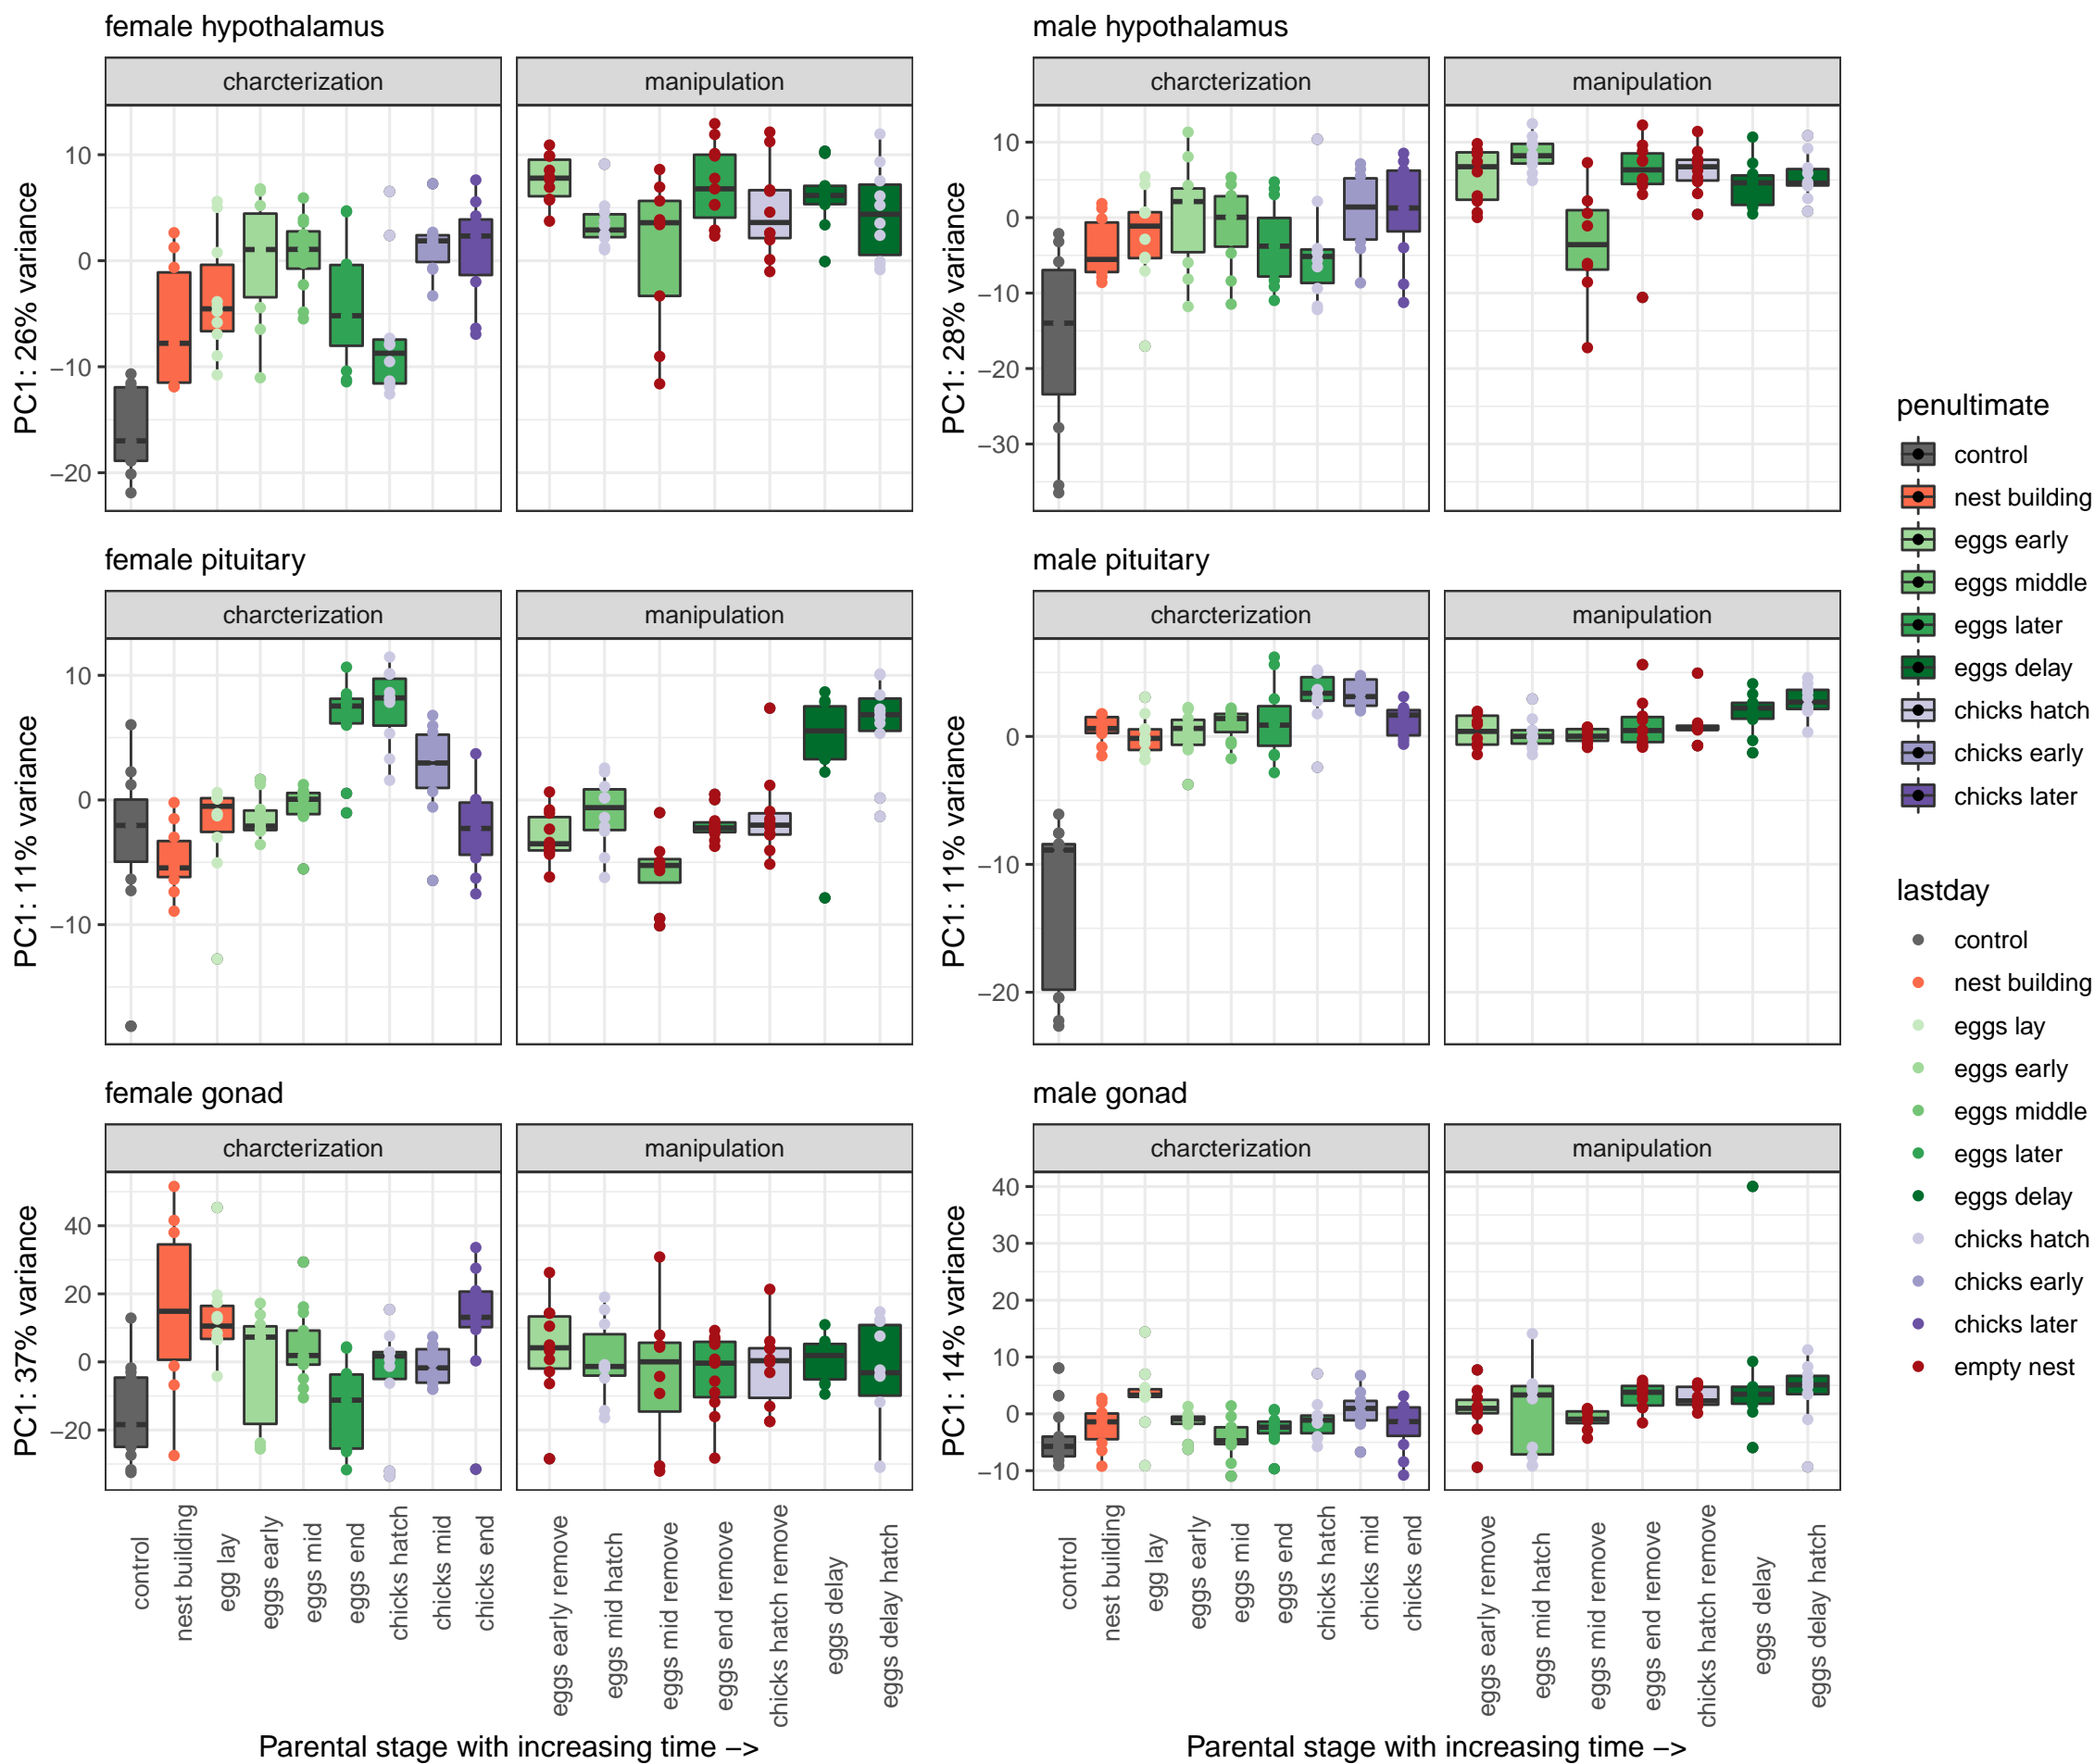 female hypothalamus
charcterization
manipulation
PC1: 26% variance
10
0
−10
−20
male hypothalamus
charcterization
manipulation
PC1: 28% variance
10
0
−10
−20
−30
female pituitary
charcterization
manipulation
PC1: 11% variance
10
0
−10
male pituitary
charcterization
manipulation
PC1: 11% variance
0
−10
−20
female gonad
charcterization
manipulation
PC1: 37% variance
40
20
0
−20
control
nest building
egg lay
eggs early
eggs mid
eggs end
chicks hatch
chicks mid
chicks end
eggs early remove
eggs mid hatch
eggs mid remove
eggs end remove
chicks hatch remove
eggs delay
eggs delay hatch
Parental stage with increasing time −>
male gonad
charcterization
manipulation
PC1: 14% variance
40
30
20
10
0
−10
control
nest building
egg lay
eggs early
eggs mid
eggs end
chicks hatch
chicks mid
chicks end
eggs early remove
eggs mid hatch
eggs mid remove
eggs end remove
chicks hatch remove
eggs delay
eggs delay hatch
Parental stage with increasing time −>
penultimate
control
nest building
eggs early
eggs middle
eggs later
eggs delay
chicks hatch
chicks early
chicks later
lastday
control
nest building
eggs lay
eggs early
eggs middle
eggs later
eggs delay
chicks hatch
chicks early
chicks later
empty nest